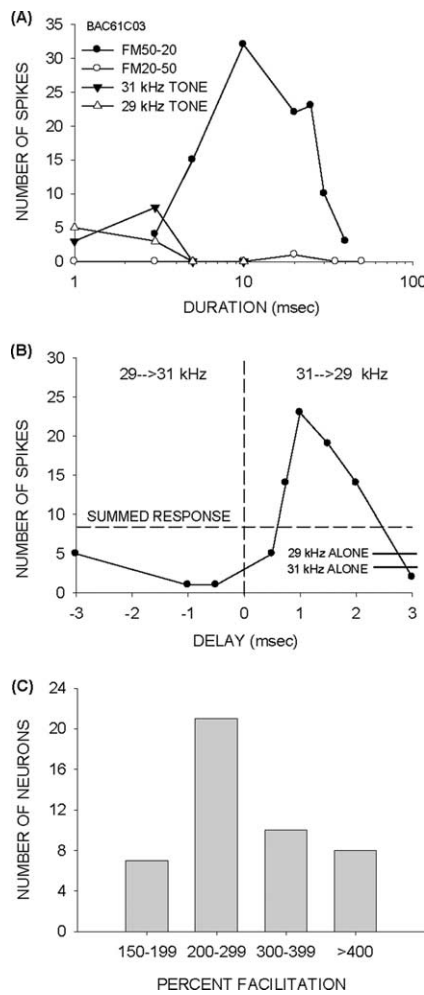 (A)
BAC61C03
FM50-20
FM20-50
31 kHz TONE
29 kHz TONE
NUMBER OF SPIKES
35
30
25
20
15
10
5
0
1
10
100
DURATION (msec)
(B)
29-->31 kHz
31-->29 kHz
NUMBER OF SPIKES
30
25
20
15
10
5
0
SUMMED RESPONSE
29 kHz ALONE
31 kHz ALONE
-3
-2
-1
0
1
2
3
DELAY (msec)
(C)
NUMBER OF NEURONS
24
20
16
12
8
4
0
150-199
200-299
300-399
>400
PERCENT FACILITATION